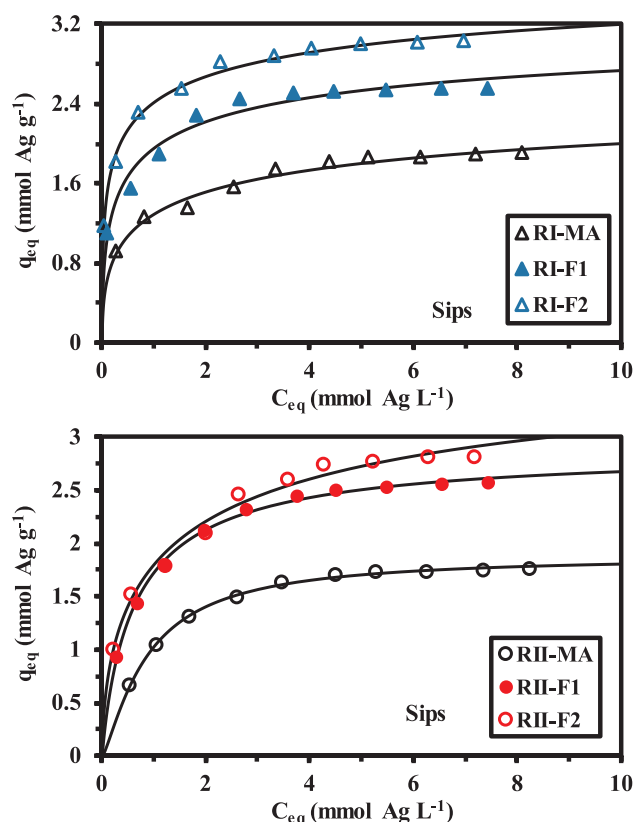 3.2
2.4
1.6
0.8
0
q_eq (mmol Ag g⁻¹)
RI-MA
RI-F1
RI-F2
Sips
0 2 4 6 8 10
C_eq (mmol Ag L⁻¹)
3
2.5
2
1.5
1
0.5
0
q_eq (mmol Ag g⁻¹)
RII-MA
RII-F1
RII-F2
Sips
0 2 4 6 8 10
C_eq (mmol Ag L⁻¹)